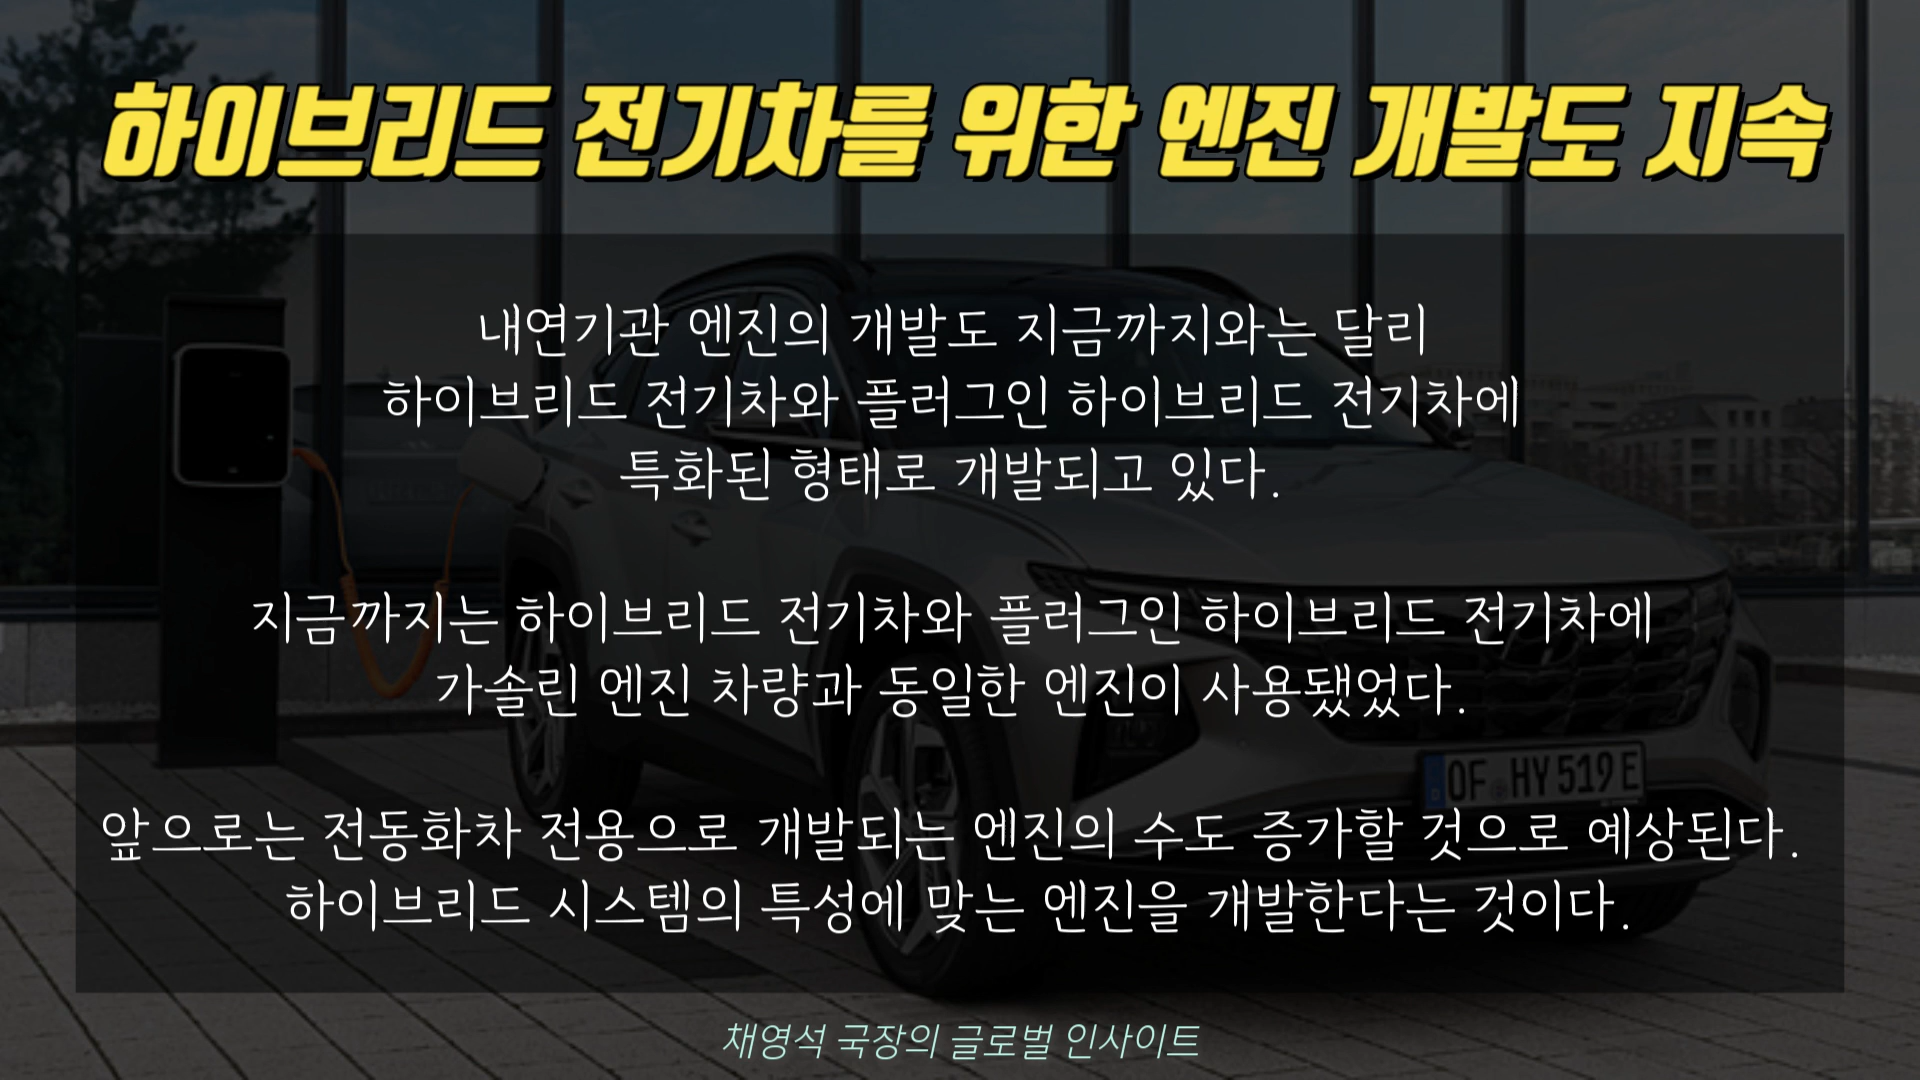 하이브리드 전기차를 위한 엔진 개발도 지속
내연기관 엔진의 개발도 지금까지와는 달리
하이브리드 전기차와 플러그인 하이브리드 전기차에
특화된 형태로 개발되고 있다.
지금까지는 하이브리드 전기차와 플러그인 하이브리드 전기차에
가솔린 엔진 차량과 동일한 엔진이 사용됐었다.
OF HY 519 E
앞으로는 전동화차 전용으로 개발되는 엔진의 수도 증가할 것으로 예상된다.
하이브리드 시스템의 특성에 맞는 엔진을 개발한다는 것이다.
채영석 국장의 글로벌 인사이트